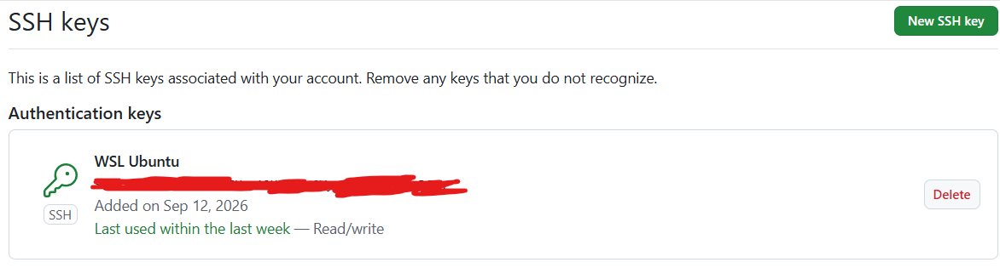 SSH keys
New SSH key
This is a list of SSH keys associated with your account. Remove any keys that you do not recognize.
Authentication keys
WSL Ubuntu
Added on Sep 12, 2026
SSH
Last used within the last week — Read/write
Delete